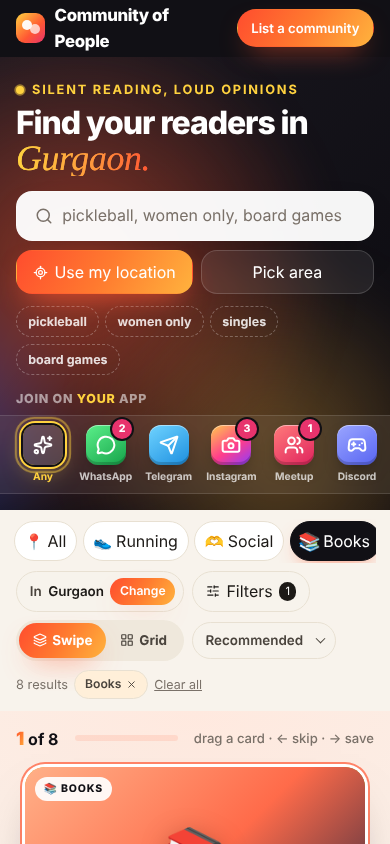 Community of
People
List a community
SILENT READING, LOUD OPINIONS
Find your readers in
Gurgaon.
pickleball, women only, board games
Use my location
Pick area
pickleball
women only
singles
board games
JOIN ON YOUR APP
2
3
1
Any
WhatsApp
Telegram
Instagram
Meetup
Discord
📍 All
👟 Running
🫶 Social
📚 Books
In Gurgaon Change
Filters 1
Swipe
Grid
Recommended
8 results
Books ×
Clear all
1 of 8
drag a card · ← skip · → save
📚 BOOKS